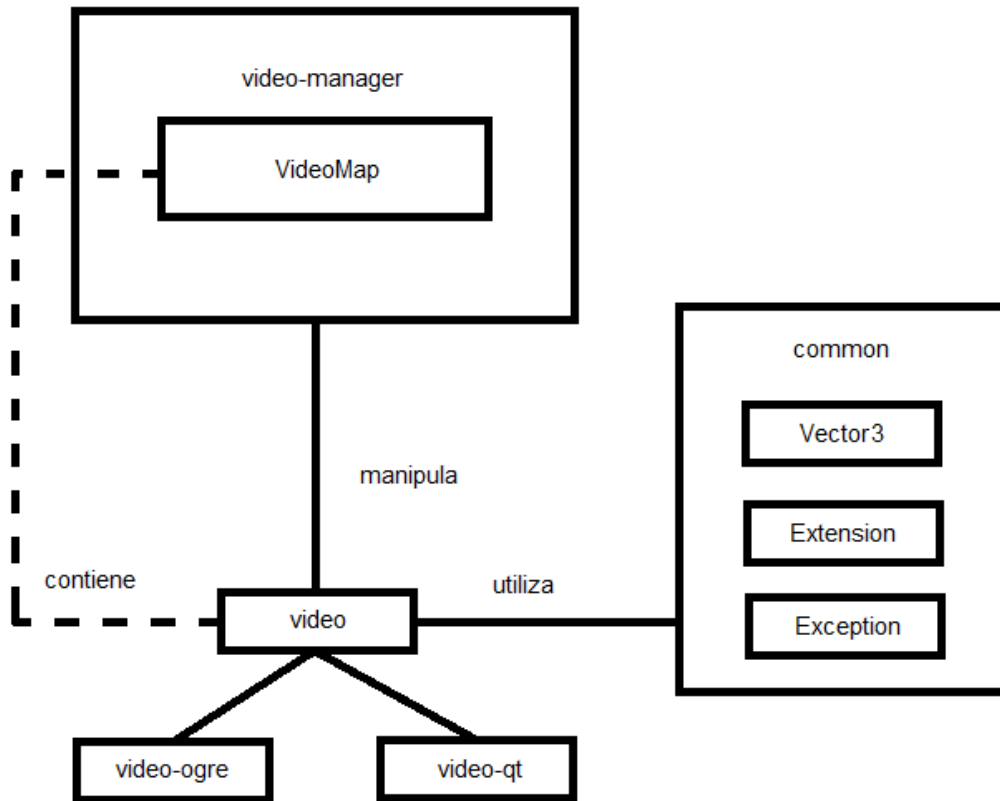 video-manager
VideoMap
common
Vector3
manipula
Extension
contiene
utiliza
video
Exception
video-ogre
video-qt